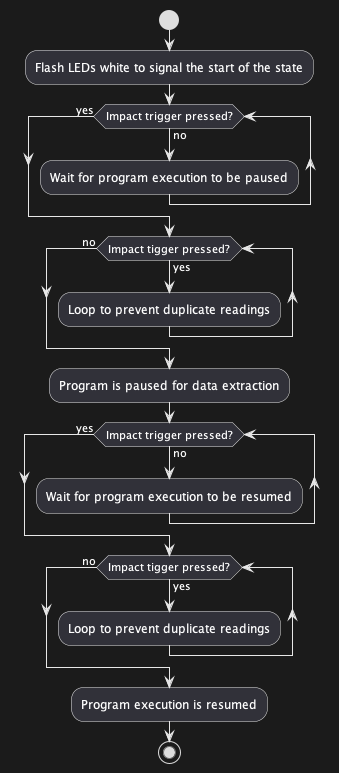 Flash LEDs white to signal the start of the state
yes
Impact trigger pressed?
no
Wait for program execution to be paused
no
Impact tigger pressed?
yes
Loop to prevent duplicate readings
Program is paused for data extraction
yes
Impact trigger pressed?
no
Wait for program execution to be resumed
no
Impact tigger pressed?
yes
Loop to prevent duplicate readings
Program execution is resumed